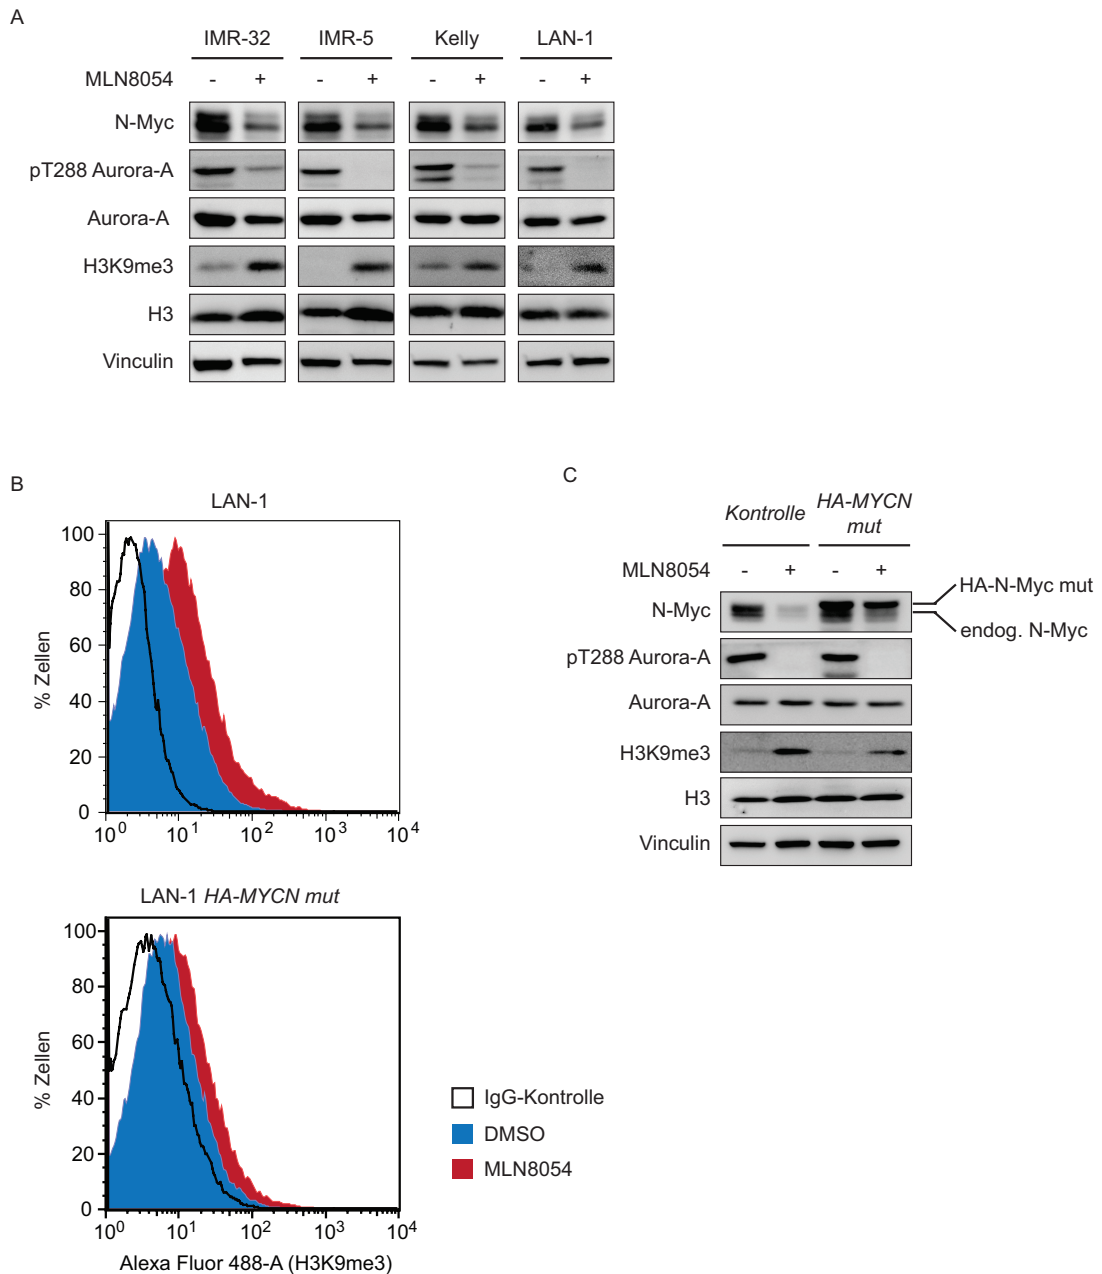 A
IMR-32 IMR-5 Kelly LAN-1
MLN8054 - + - + - + - +
N-Myc
pT288 Aurora-A
Aurora-A
H3K9me3
H3
Vinculin
B
LAN-1
100
80
60
40
20
0
% Zellen
10^0 10^1 10^2 10^3 10^4
LAN-1 HA-MYCN mut
100
80
60
40
20
0
% Zellen
10^0 10^1 10^2 10^3 10^4
Alexa Fluor 488-A (H3K9me3)
IgG-Kontrolle
DMSO
MLN8054
C
Kontrolle HA-MYCN
mut
MLN8054 - + - +
N-Myc
HA-N-Myc mut
endog. N-Myc
pT288 Aurora-A
Aurora-A
H3K9me3
H3
Vinculin